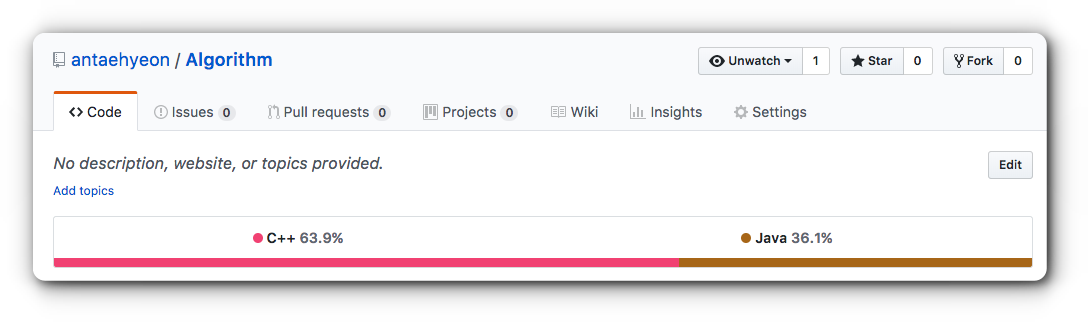 antaehyeon / Algorithm Unwatch 1 Star 0 Fork 0
Code Issues 0 Pull requests 0 Projects 0 Wiki Insights Settings
No description, website, or topics provided. Edit
Add topics
C++ 63.9% Java 36.1%